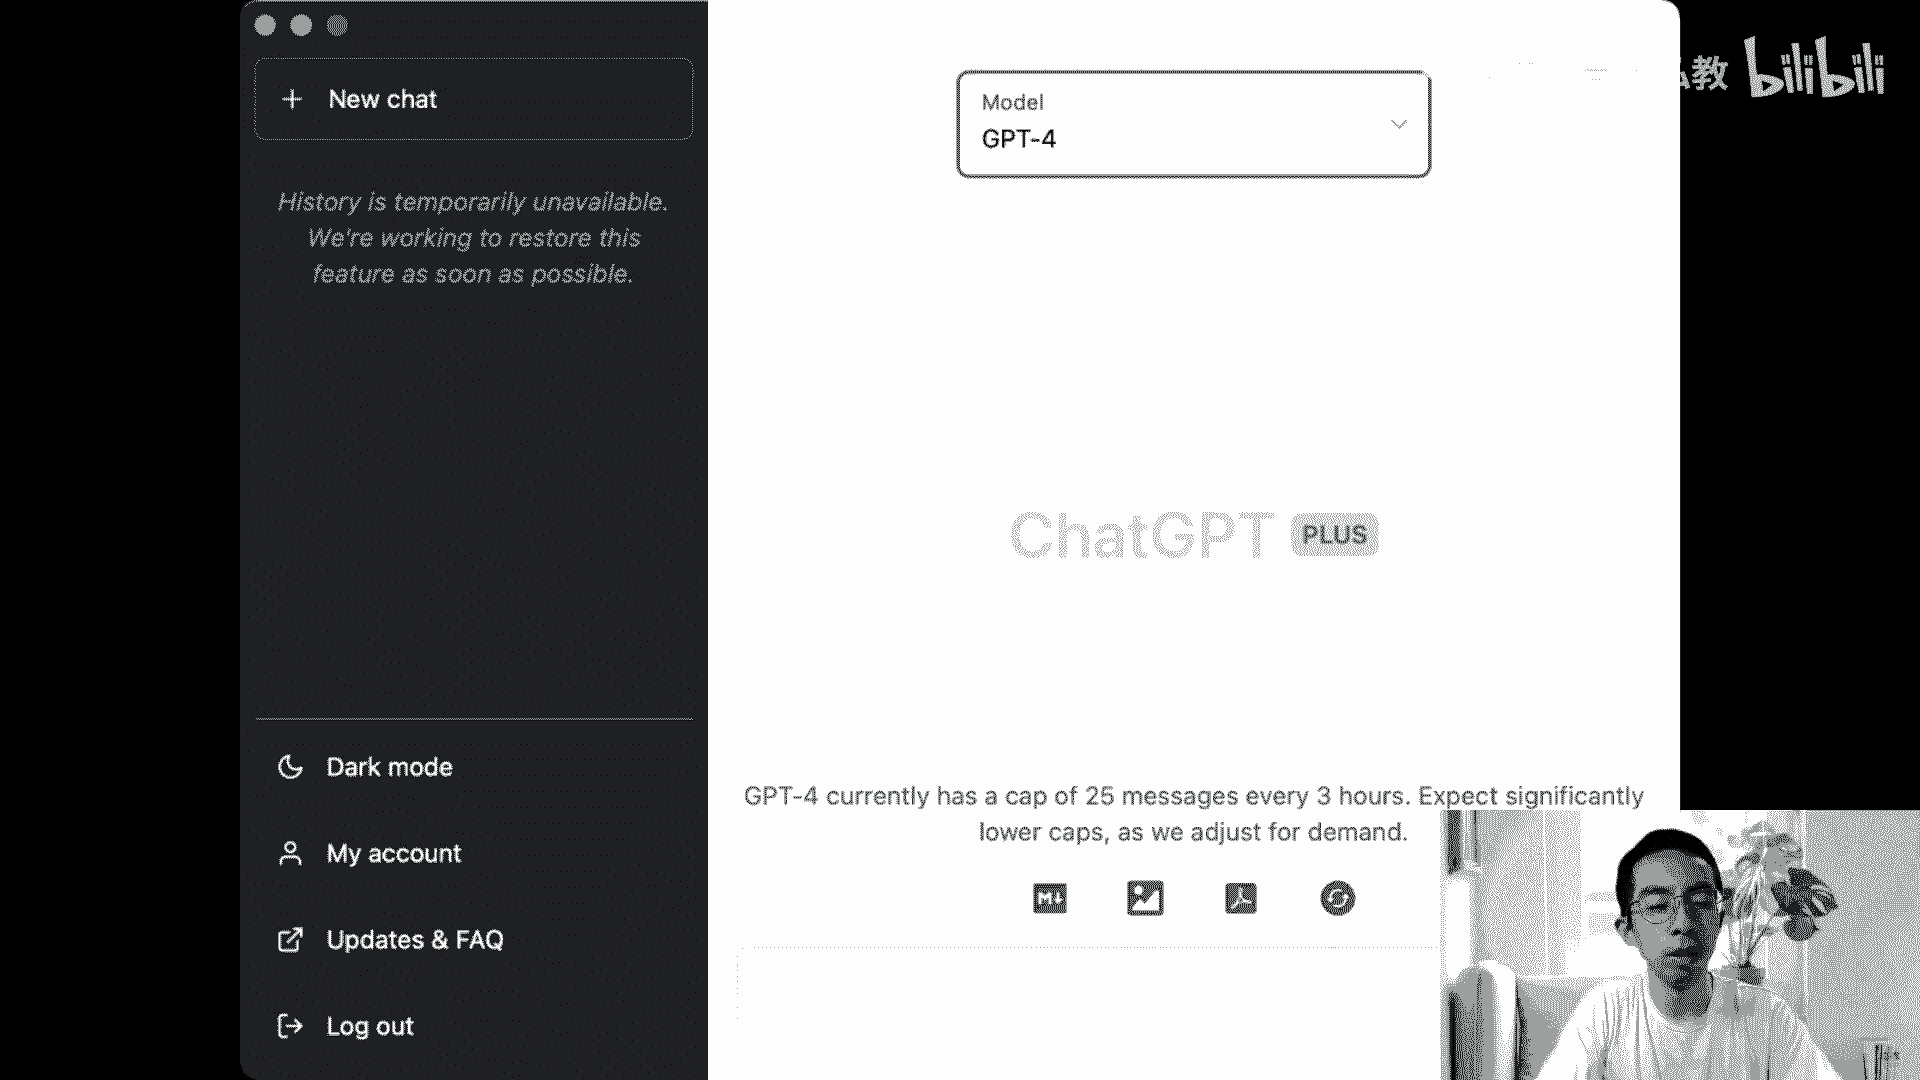 New chat
History is temporarily unavailable.
We're working to restore this
feature as soon as possible.
Dark mode
My account
Updates & FAQ
Log out
Model
GPT-4
ChatGPT PLUS
GPT-4 currently has a cap of 25 messages every 3 hours. Expect significantly
lower caps, as we adjust for demand.
M↓
教 bilibili